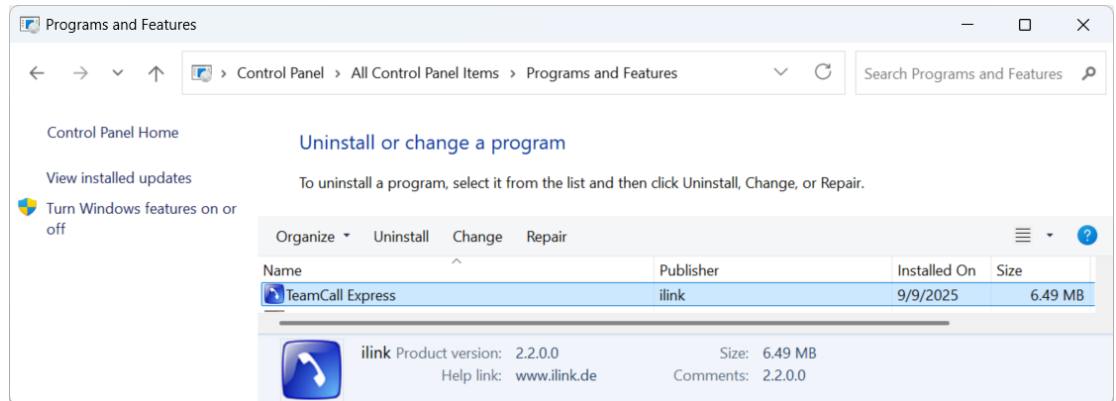 Programs and Features
Control Panel > All Control Panel Items > Programs and Features
Search Programs and Features
Control Panel Home
View installed updates
Turn Windows features on or
off
Uninstall or change a program
To uninstall a program, select it from the list and then click Uninstall, Change, or Repair.
Organize Uninstall Change Repair
?
Name Publisher Installed On Size
TeamCall Express ilink 9/9/2025 6.49 MB
ilink Product version: 2.2.0.0 Size: 6.49 MB
Help link: www.ilink.de Comments: 2.2.0.0